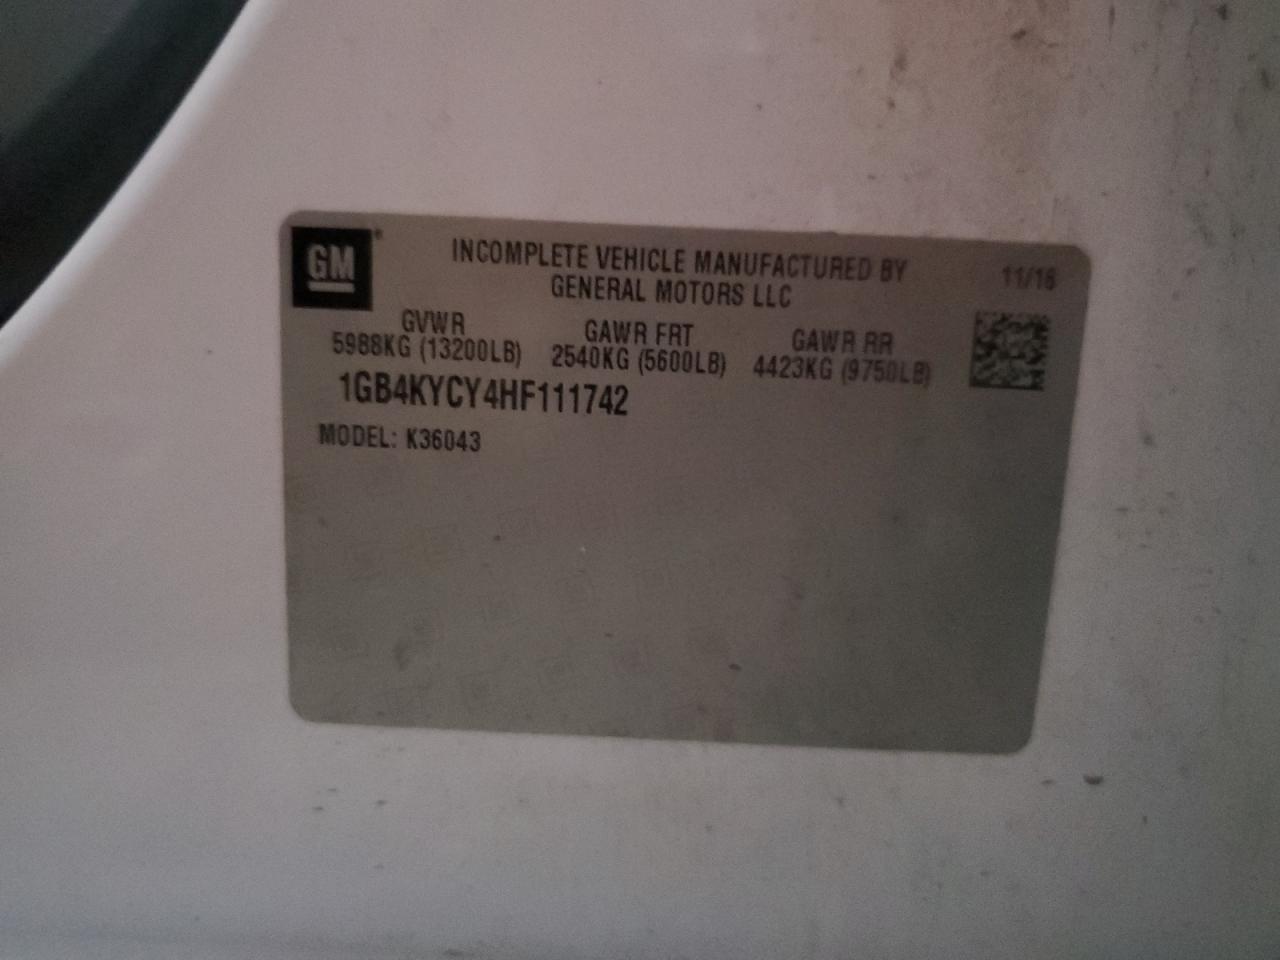 GM®
INCOMPLETE VEHICLE MANUFACTURED BY
GENERAL MOTORS LLC
11/16
GVWR
5988KG (13200LB)
GAWR FRT
2540KG (5600LB)
GAWR RR
4423KG (9750LB)
1GB4KYCY4HF111742
MODEL: K36043